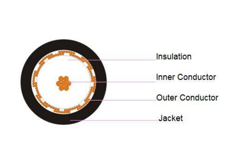 Insulation
Inner Conductor
Outer Conductor
Jacket